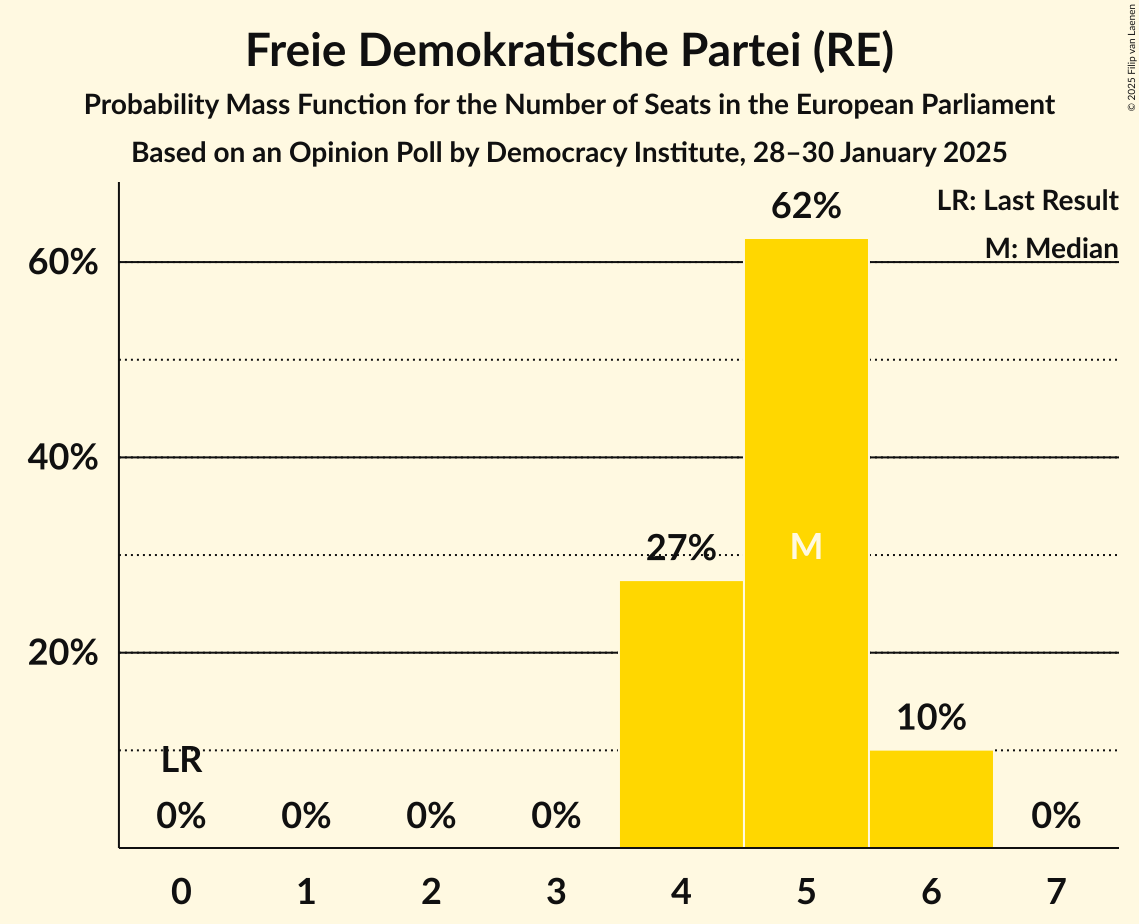 Freie Demokratische Partei (RE)
Probability Mass Function for the Number of Seats in the European Parliament
Based on an Opinion Poll by Democracy Institute, 28–30 January 2025
© 2025 Filip van Laenen
LR: Last Result
M: Median
62%
60%
40%
27%
M
20%
10%
LR
0% 0% 0% 0% 0%
0 1 2 3 4 5 6 7